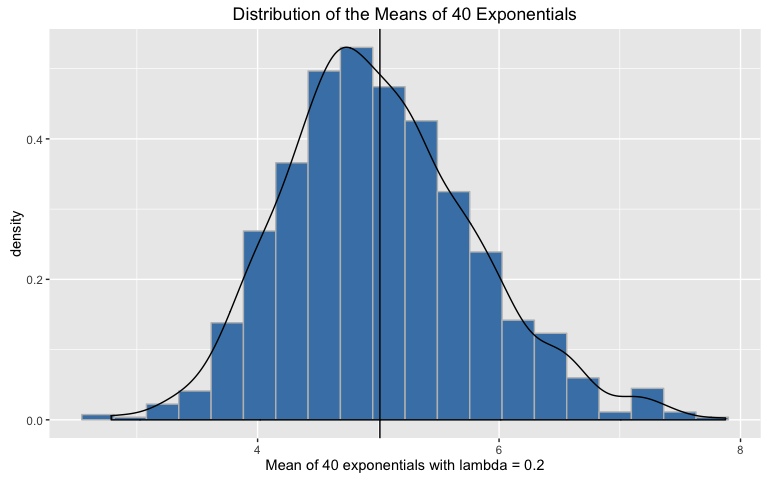 Distribution of the Means of 40 Exponentials
density
0.4
0.2
0.0
4
6
8
Mean of 40 exponentials with lambda = 0.2